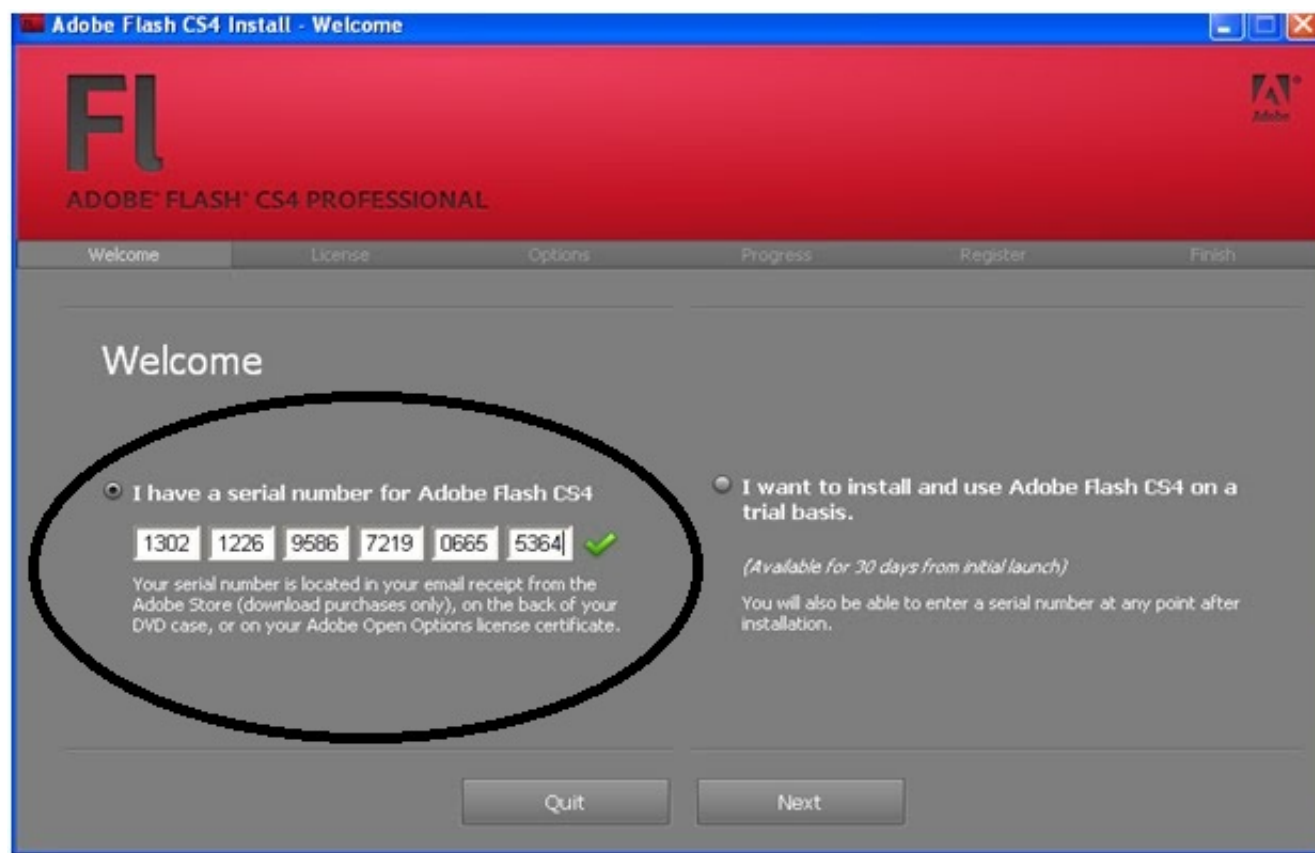 Adobe Flash CS4 Install - Welcome
Fl
Adobe
ADOBE® FLASH® CS4 PROFESSIONAL
Welcome License Options Progress Register Finish
Welcome
I have a serial number for Adobe Flash CS4
1302 1226 9586 7219 0665 5364
Your serial number is located in your email receipt from the
Adobe Store (download purchases only), on the back of your
DVD case, or on your Adobe Open Options license certificate.
I want to install and use Adobe Flash CS4 on a
trial basis.
(Available for 30 days from initial launch)
You will also be able to enter a serial number at any point after
installation.
Quit Next